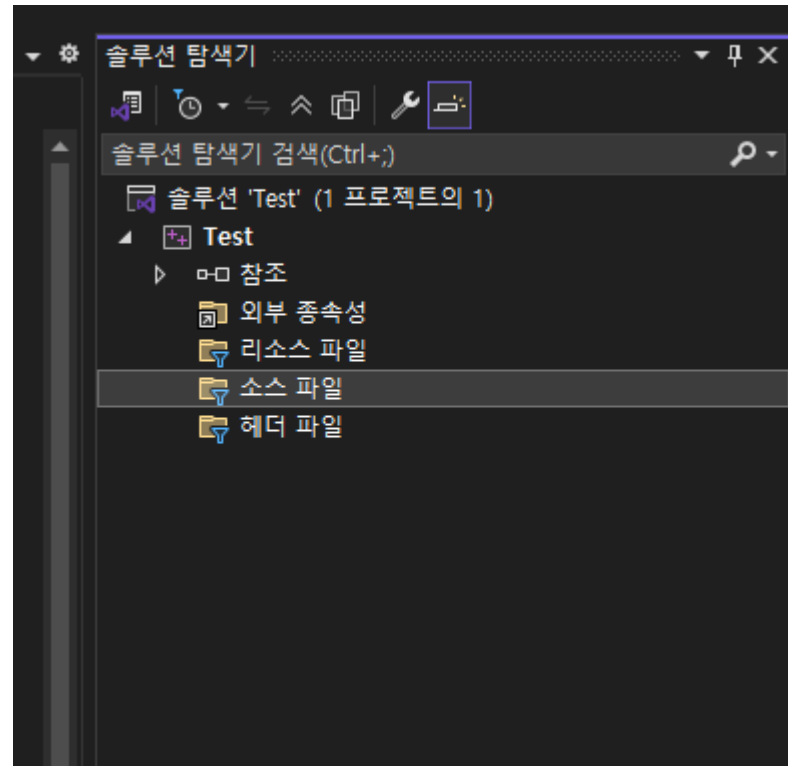 솔루션 탐색기
솔루션 탐색기 검색(Ctrl+;)
솔루션 'Test' (1 프로젝트의 1)
Test
참조
외부 종속성
리소스 파일
소스 파일
헤더 파일